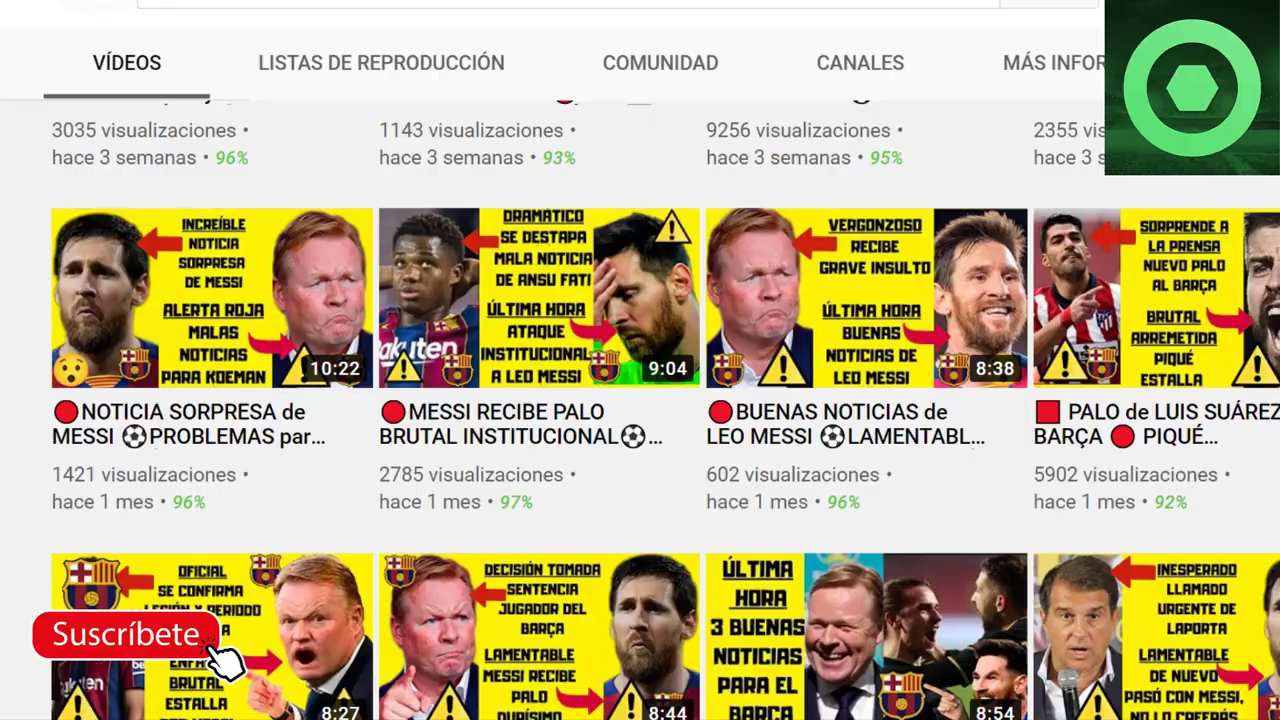 VÍDEOS
LISTAS DE REPRODUCCIÓN
COMUNIDAD
CANALES
MÁS INFOR
3035 visualizaciones •
hace 3 semanas • 96%
1143 visualizaciones •
hace 3 semanas • 93%
9256 visualizaciones •
hace 3 semanas • 95%
2355 vis
hace 3 s
INCREÍBLE
NOTICIA
SORPRESA
DE MESSI
ALERTA ROJA
MALAS
NOTICIAS
PARA KOEMAN
10:22
DRAMÁTICO
SE DESTAPA
MALA NOTICIA
DE ANSU FATI
ÚLTIMA HORA
ATAQUE
INSTITUCIONAL
A LEO MESSI
9:04
VERGONZOSO
RECIBE
GRAVE INSULTO
ÚLTIMA HORA
BUENAS
NOTICIAS DE
LEO MESSI
8:38
SORPRENDE A
LA PRENSA
NUEVO PALO
AL BARÇA
BRUTAL
ARREMETIDA
PIQUÉ
ESTALLA
🔴NOTICIA SORPRESA de
MESSI ⚽PROBLEMAS par...
1421 visualizaciones •
hace 1 mes • 96%
🔴MESSI RECIBE PALO
BRUTAL INSTITUCIONAL⚽...
2785 visualizaciones •
hace 1 mes • 97%
🔴BUENAS NOTICIAS de
LEO MESSI ⚽LAMENTABL...
602 visualizaciones •
hace 1 mes • 96%
🟥 PALO de LUIS SUÁREZ
BARÇA 🔴 PIQUÉ...
5902 visualizaciones •
hace 1 mes • 92%
OFICIAL
SE CONFIRMA
LESIÓN Y PERIODO
BRUTAL
ESTALLA
8:27
Suscríbete
DECISIÓN TOMADA
SENTENCIA
JUGADOR DEL
BARÇA
LAMENTABLE
MESSI RECIBE
PALO
DURÍSIMO
8:44
ÚLTIMA
HORA
3 BUENAS
NOTICIAS
PARA EL
BARÇA
8:54
INESPERADO
LLAMADO
URGENTE DE
LAPORTA
LAMENTABLE
DE NUEVO
PASÓ CON MESSI,
NO LO CREERÁS